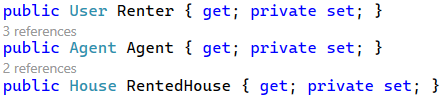 public User Renter { get; private set; }
3 references
public Agent Agent { get; private set; }
2 references
public House RentedHouse { get; private set; }